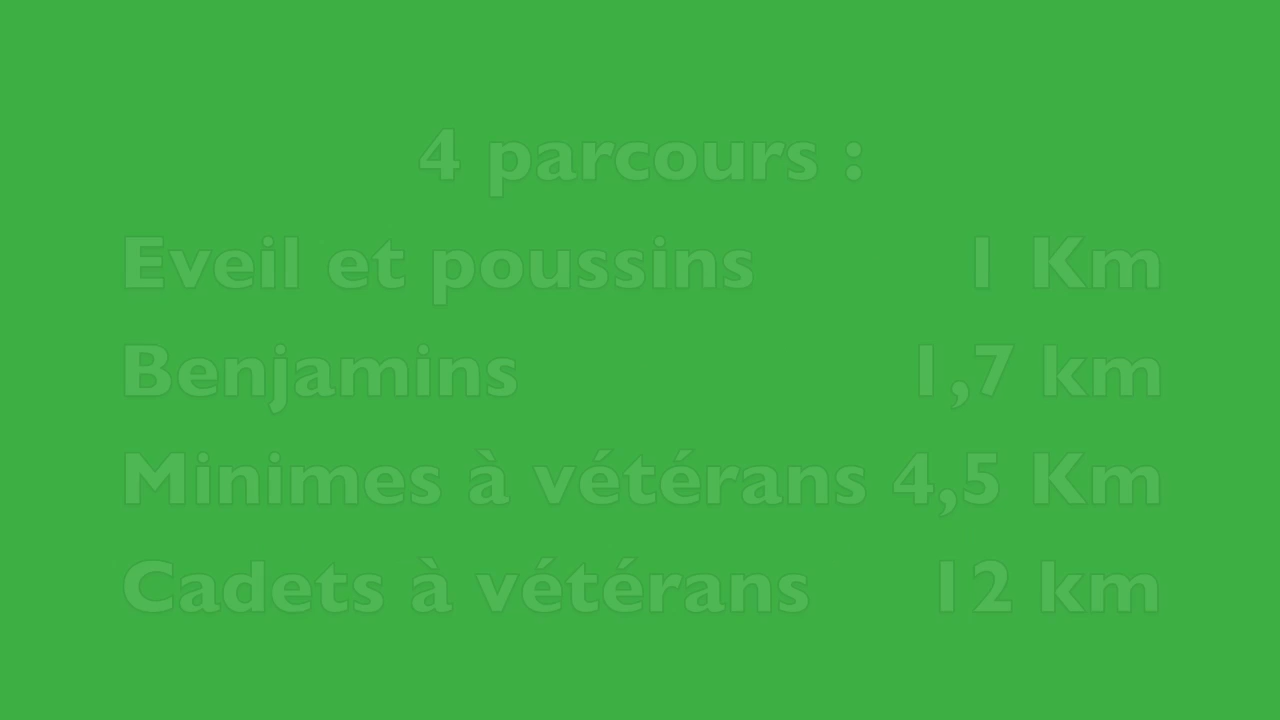 4 parcours :
Eveil et poussins 1 Km
Benjamins 1,7 km
Minimes à vétérans 4,5 Km
Cadets à vétérans 12 km